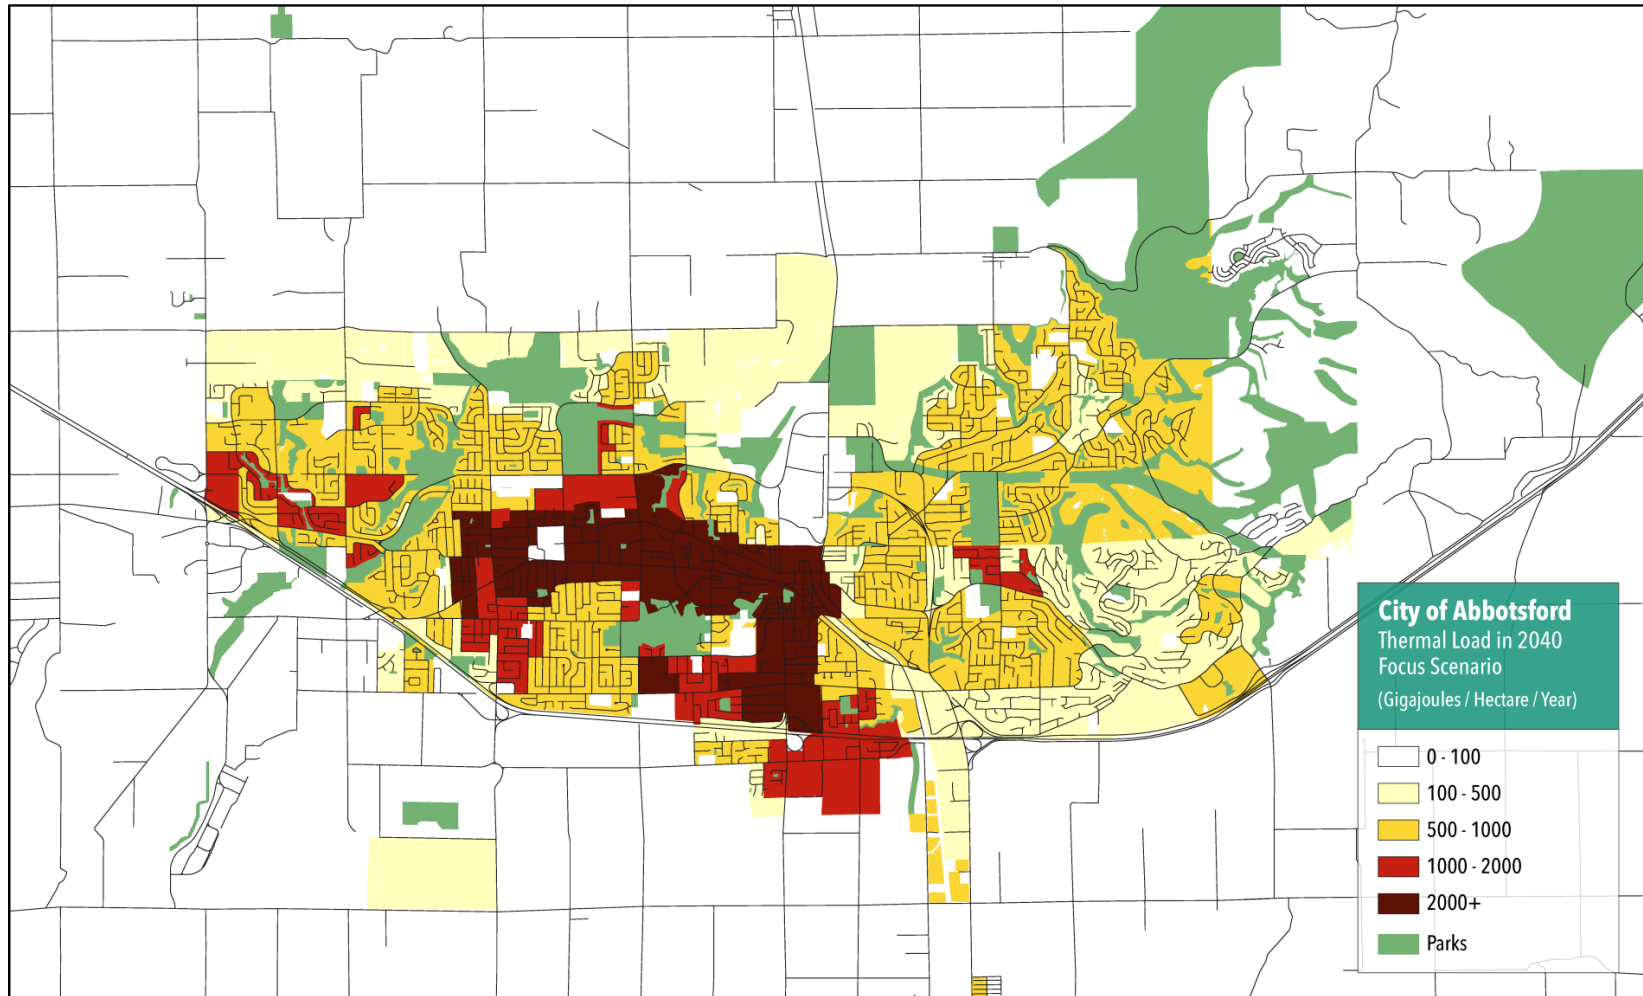 City of Abbotsford
Thermal Load in 2040
Focus Scenario
(Gigajoules / Hectare / Year)
0 - 100
100 - 500
500 - 1000
1000 - 2000
2000+
Parks